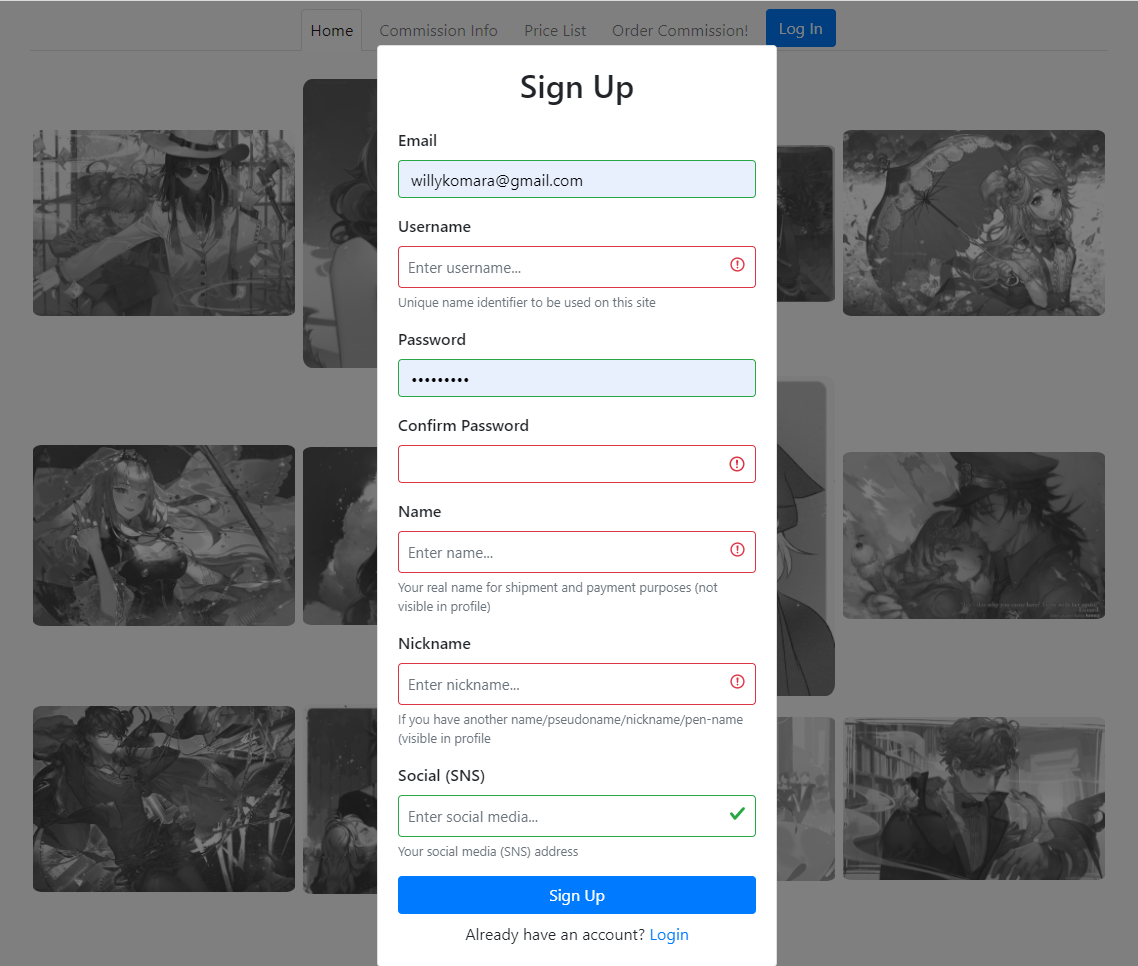 Home Commission Info Price List Order Commission! Log In
Sign Up
Email
willykomara@gmail.com
Username
Enter username...
Unique name identifier to be used on this site
Password
•••••••••
Confirm Password
Name
Enter name...
Your real name for shipment and payment purposes (not
visible in profile)
Nickname
Enter nickname...
If you have another name/pseudoname/nickname/pen-name
(visible in profile
Social (SNS)
Enter social media...
Your social media (SNS) address
Sign Up
Already have an account? Login